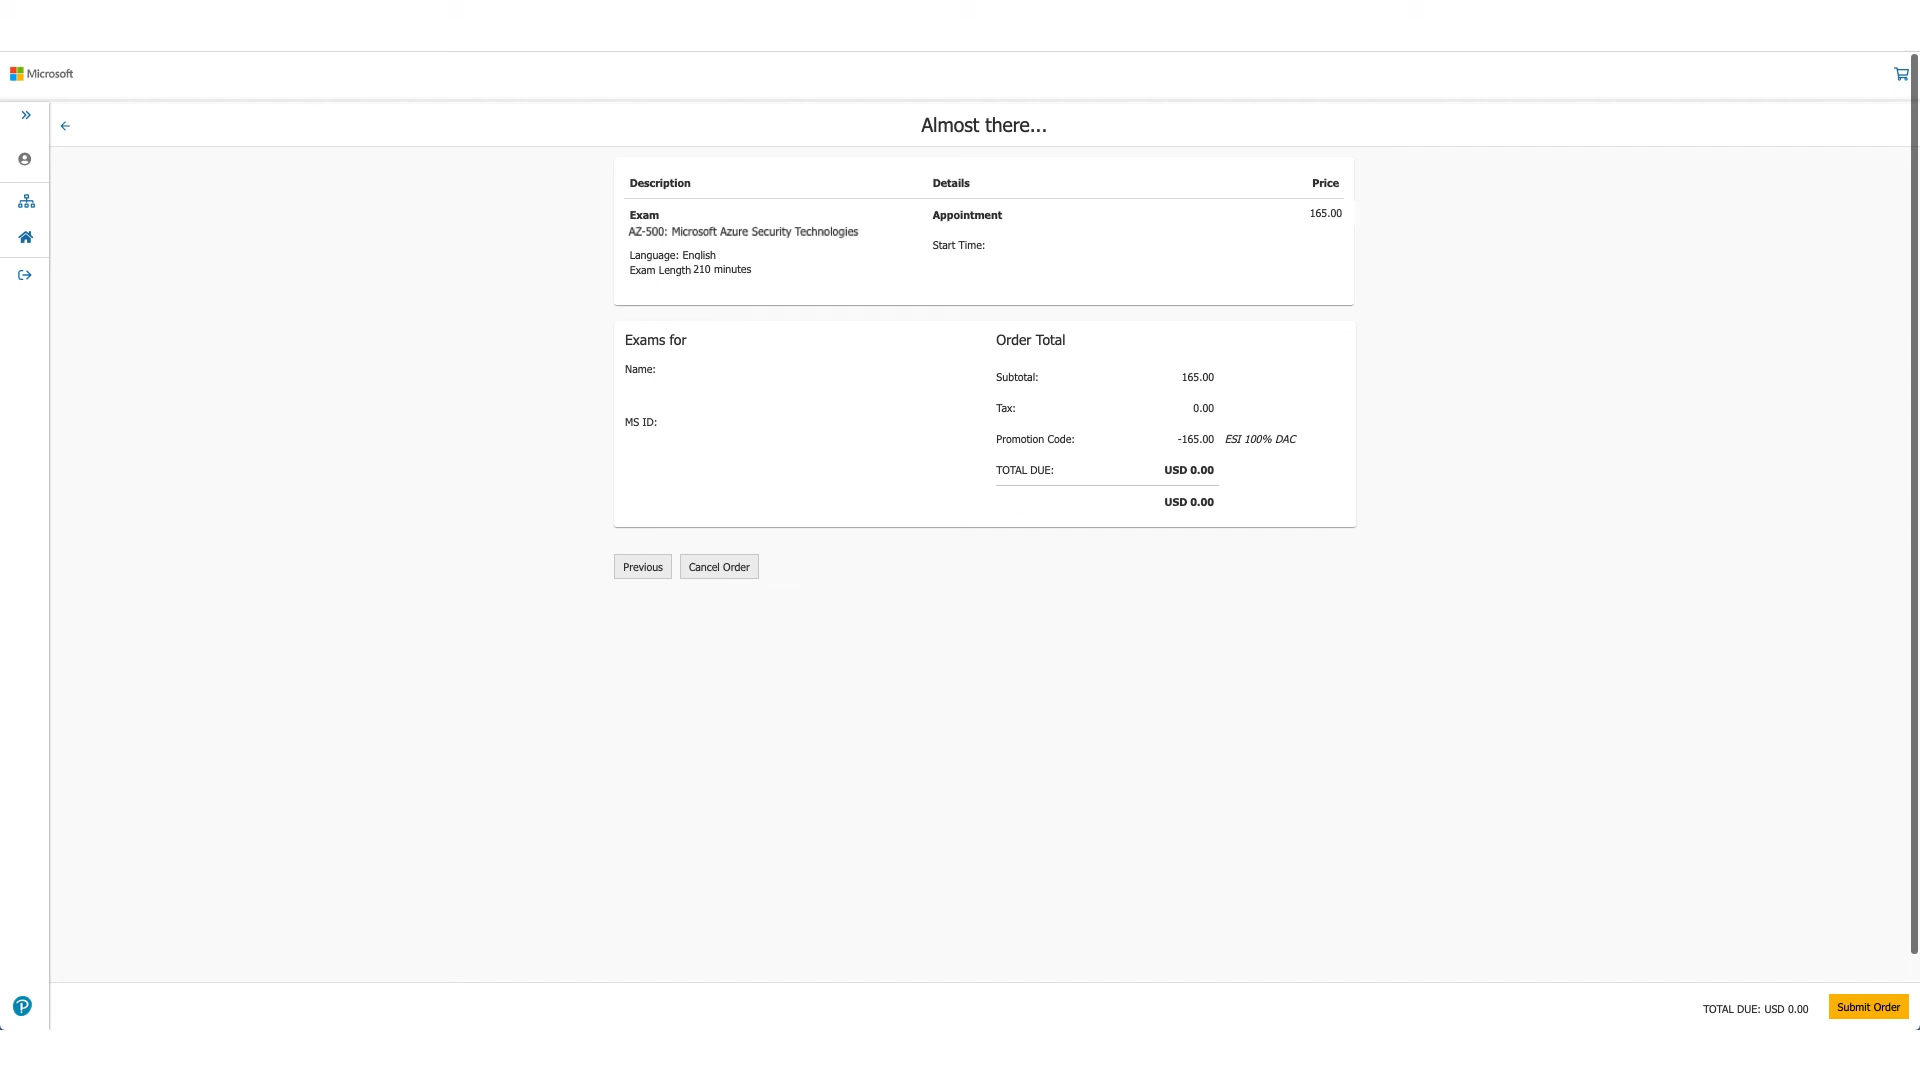 Microsoft
Almost there...
Description Details Price
Exam Appointment 165.00
AZ-500: Microsoft Azure Security Technologies
Start Time:
Language: English
Exam Length 210 minutes
Exams for Order Total
Name:
Subtotal: 165.00
Tax: 0.00
MS ID:
Promotion Code: -165.00 ESI 100% DAC
TOTAL DUE: USD 0.00
USD 0.00
Previous Cancel Order
TOTAL DUE: USD 0.00 Submit Order